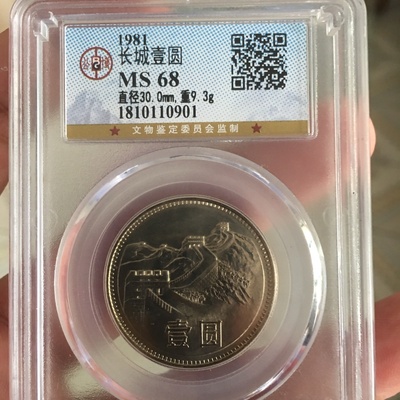 1981
长城壹圆
MS 68
直径30.0mm,重9.3g
1810110901
★ 文物鉴定委员会监制 ★
壹圆